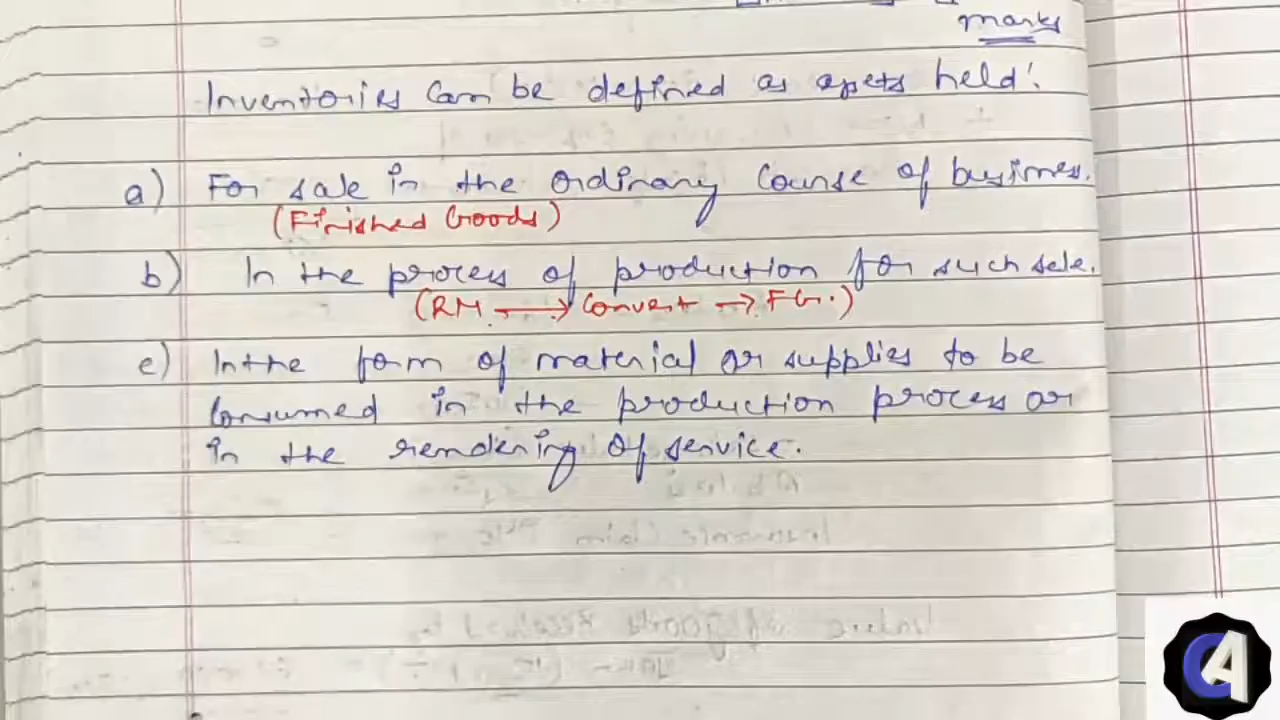 marks
Inventories can be defined as assets held:
a) For sale in the ordinary course of business.
(Finished Goods)
b) In the process of production for such sale.
(RM → Convert → FG.)
c) In the form of material or supplies to be
consumed in the production process or
in the rendering of service.
CA